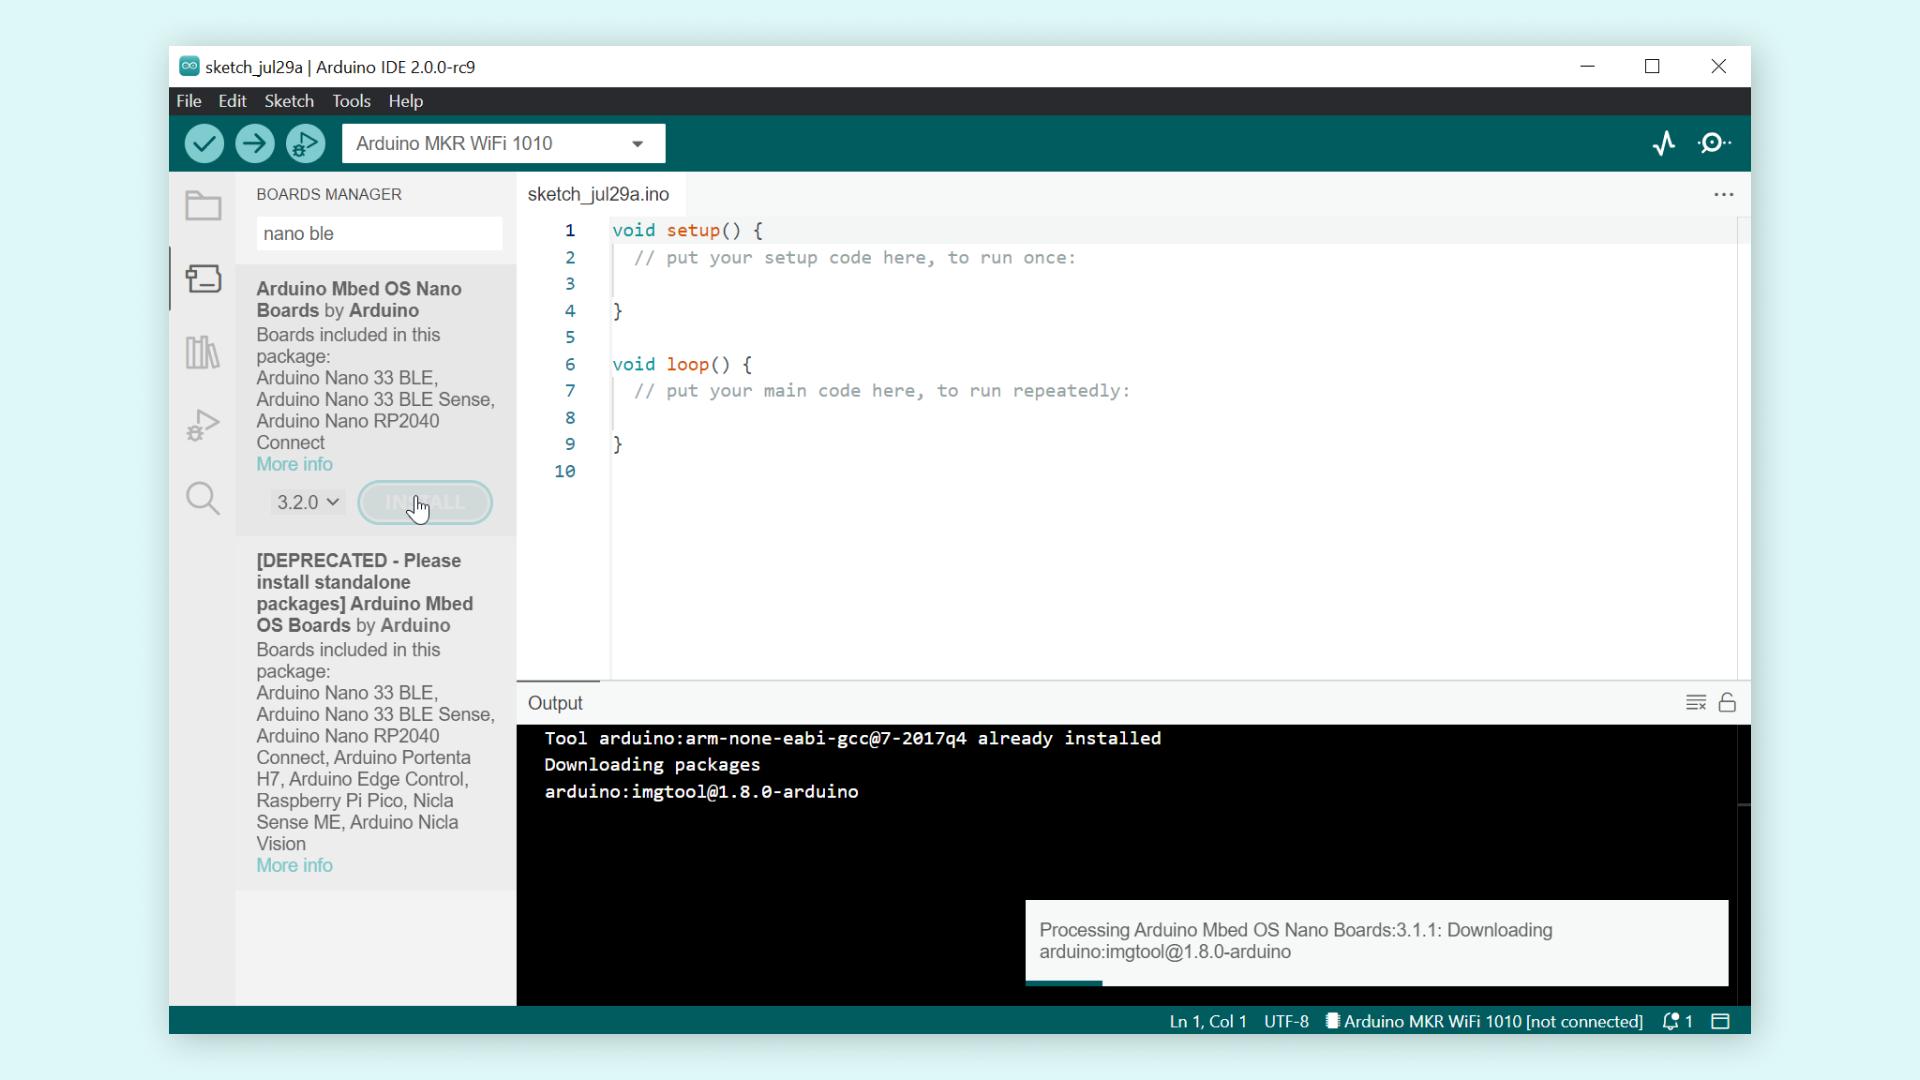 sketch_jul29a | Arduino IDE 2.0.0-rc9
File Edit Sketch Tools Help
Arduino MKR WiFi 1010
BOARDS MANAGER
nano ble
Arduino Mbed OS Nano
Boards by Arduino
Boards included in this
package:
Arduino Nano 33 BLE,
Arduino Nano 33 BLE Sense,
Arduino Nano RP2040
Connect
More info
3.2.0 INSTALL
[DEPRECATED - Please
install standalone
packages] Arduino Mbed
OS Boards by Arduino
Boards included in this
package:
Arduino Nano 33 BLE,
Arduino Nano 33 BLE Sense,
Arduino Nano RP2040
Connect, Arduino Portenta
H7, Arduino Edge Control,
Raspberry Pi Pico, Nicla
Sense ME, Arduino Nicla
Vision
More info
sketch_jul29a.ino
1 void setup() {
2 // put your setup code here, to run once:
3
4 }
5
6 void loop() {
7 // put your main code here, to run repeatedly:
8
9 }
10
Output
Tool arduino:arm-none-eabi-gcc@7-2017q4 already installed
Downloading packages
arduino:imgtool@1.8.0-arduino
Processing Arduino Mbed OS Nano Boards:3.1.1: Downloading
arduino:imgtool@1.8.0-arduino
Ln 1, Col 1 UTF-8 Arduino MKR WiFi 1010 [not connected] 1